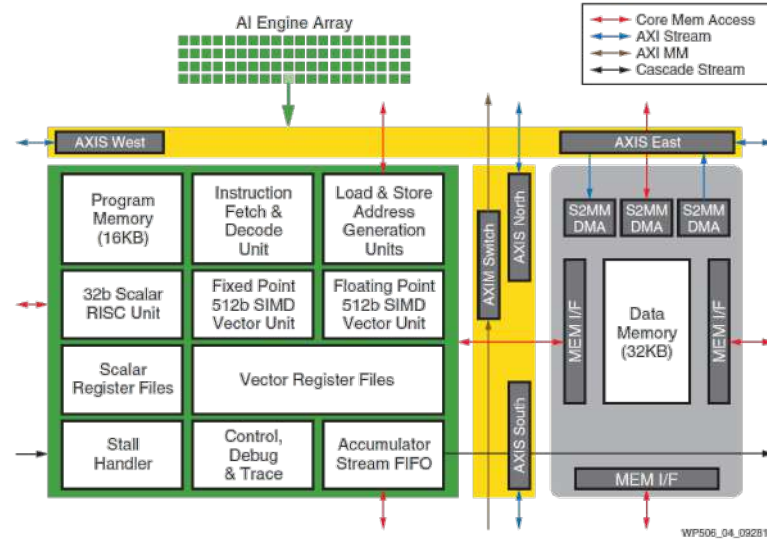 AI Engine Array
Core Mem Access
AXI Stream
AXI MM
Cascade Stream
AXIS West
AXIS East
Program
Memory
(16KB)
Instruction
Fetch &
Decode
Unit
Load & Store
Address
Generation
Units
32b Scalar
RISC Unit
Fixed Point
512b SIMD
Vector Unit
Floating Point
512b SIMD
Vector Unit
Scalar
Register Files
Vector Register Files
Stall
Handler
Control,
Debug
& Trace
Accumulator
Stream FIFO
AXIM Switch
AXIS North
AXIS South
S2MM
DMA
S2MM
DMA
S2MM
DMA
MEM I/F
Data
Memory
(32KB)
MEM I/F
MEM I/F
WP506_04_09281